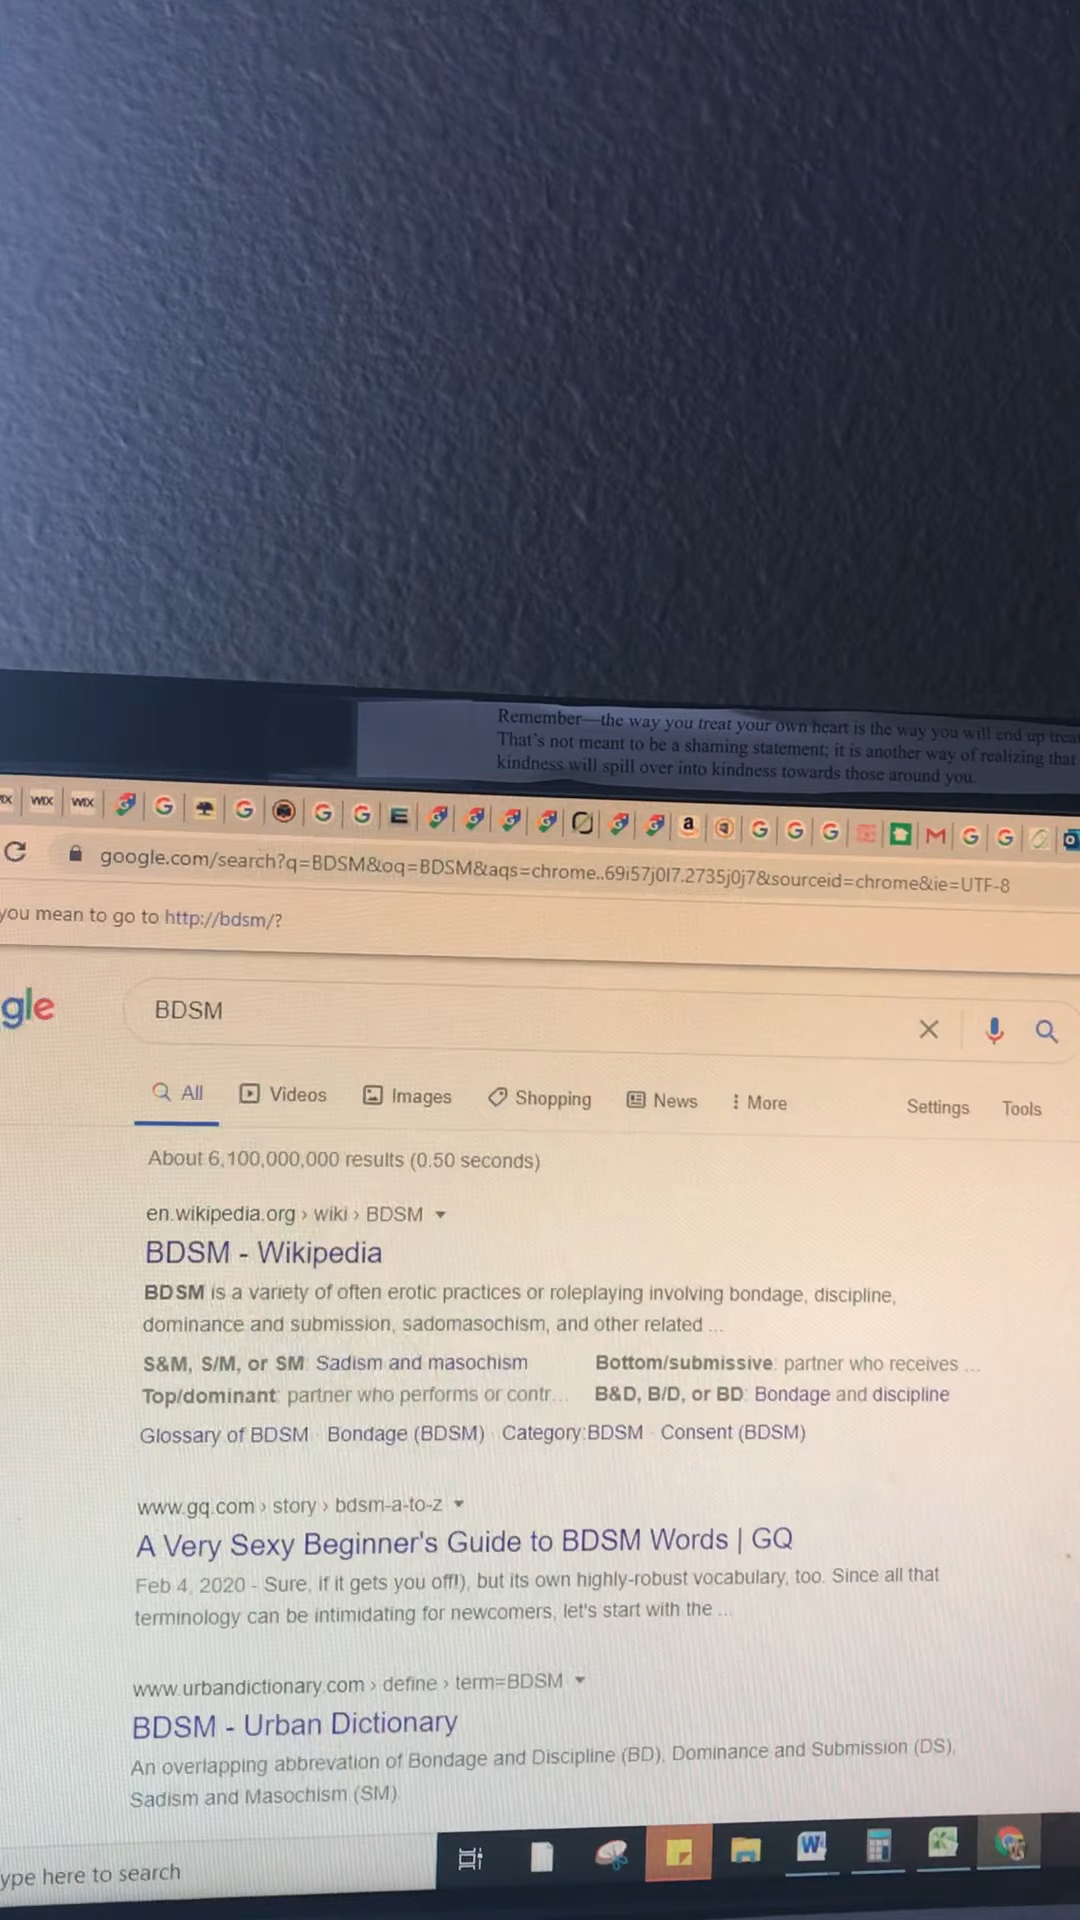 Remember—the way you treat your own heart is the way you will end up
That's not meant to be a shaming statement; it is another way of realizing that
kindness will spill over into kindness towards those around you.
WIX WIX
google.com/search?q=BDSM&oq=BDSM&aqs=chrome..69i57j0l7.2735j0j7&sourceid=chrome&ie=UTF-8
you mean to go to http://bdsm/?
gle BDSM
All Videos Images Shopping News More Settings Tools
About 6,100,000,000 results (0.50 seconds)
en.wikipedia.org › wiki › BDSM
BDSM - Wikipedia
BDSM is a variety of often erotic practices or roleplaying involving bondage, discipline,
dominance and submission, sadomasochism, and other related ...
S&M, S/M, or SM: Sadism and masochism Bottom/submissive: partner who receives ...
Top/dominant: partner who performs or contr... B&D, B/D, or BD: Bondage and discipline
Glossary of BDSM · Bondage (BDSM) · Category:BDSM · Consent (BDSM)
www.gq.com › story › bdsm-a-to-z
A Very Sexy Beginner's Guide to BDSM Words | GQ
Feb 4, 2020 - Sure, if it gets you off!), but its own highly-robust vocabulary, too. Since all that
terminology can be intimidating for newcomers, let's start with the ...
www.urbandictionary.com › define › term=BDSM
BDSM - Urban Dictionary
An overlapping abbrevation of Bondage and Discipline (BD), Dominance and Submission (DS),
Sadism and Masochism (SM).
ype here to search